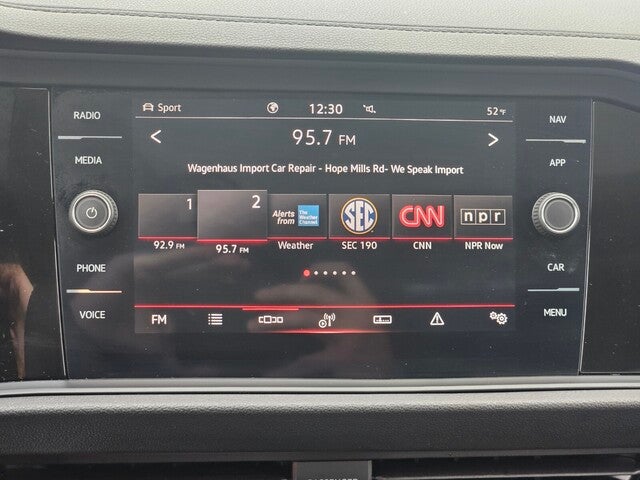 RADIO
MEDIA
PHONE
VOICE
Sport
12:30
52°F
95.7 FM
Wagenhaus Import Car Repair - Hope Mills Rd- We Speak Import
1
2
Alerts from The Weather Channel
SEC
CNN
npr
92.9 FM
95.7 FM
Weather
SEC 190
CNN
NPR Now
FM
NAV
APP
CAR
MENU